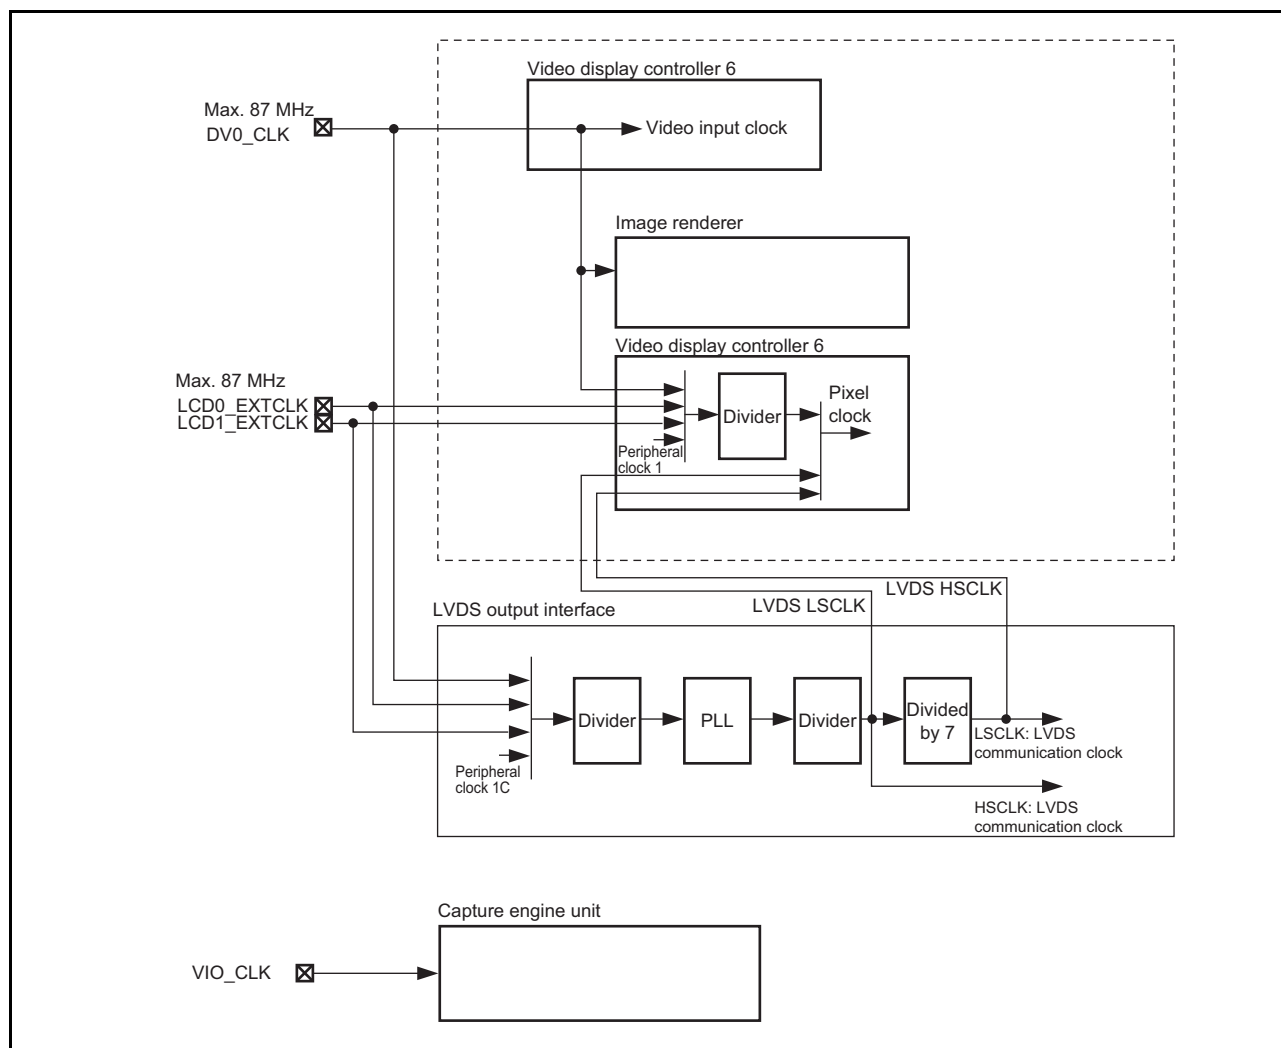 Video display controller 6
Max. 87 MHz
DV0_CLK
Video input clock
Image renderer
Video display controller 6
Max. 87 MHz
LCD0_EXTCLK
LCD1_EXTCLK
Divider
Pixel
clock
Peripheral
clock 1
LVDS HSCLK
LVDS LSCLK
LVDS output interface
Divider
PLL
Divider
Divided
by 7
LSCLK: LVDS
communication clock
Peripheral
clock 1C
HSCLK: LVDS
communication clock
Capture engine unit
VIO_CLK